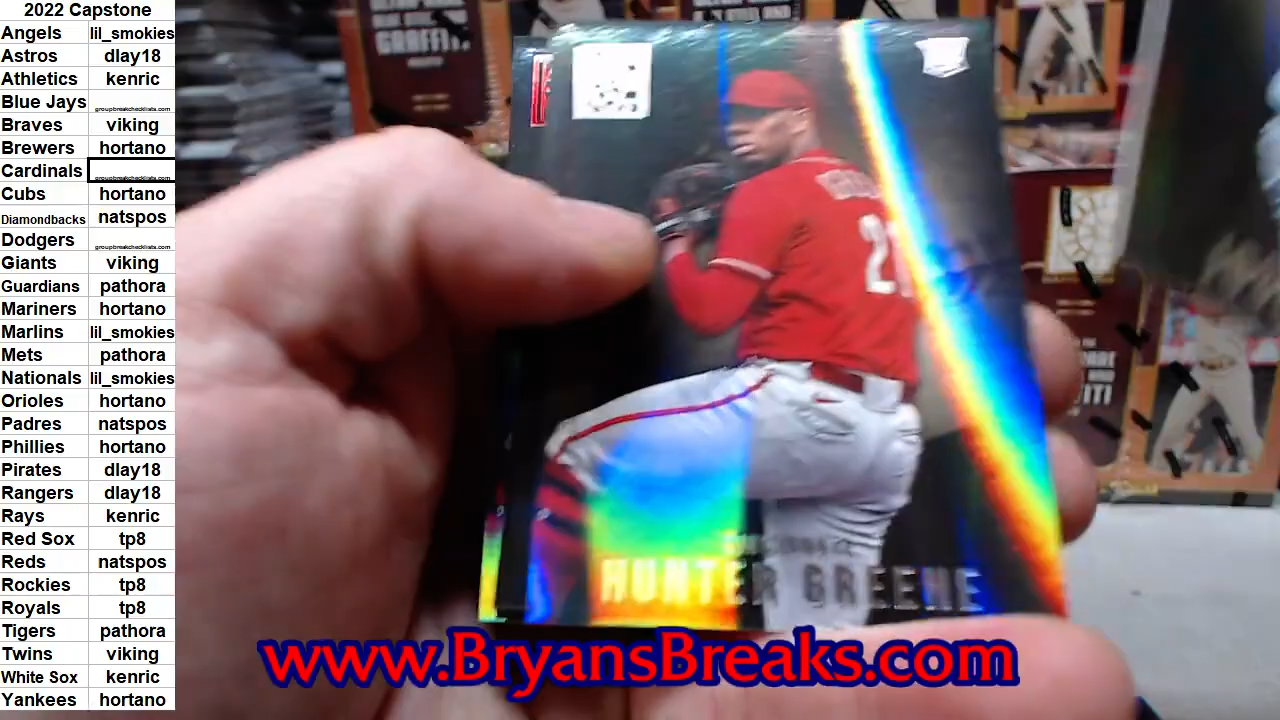 2022 Capstone
Angels lil_smokies
Astros dlay18
Athletics kenric
Blue Jays groupbreakchecklists.com
Braves viking
Brewers hortano
Cardinals groupbreakchecklists.com
Cubs hortano
Diamondbacks natspos
Dodgers groupbreakchecklists.com
Giants viking
Guardians pathora
Mariners hortano
Marlins lil_smokies
Mets pathora
Nationals lil_smokies
Orioles hortano
Padres natspos
Phillies hortano
Pirates dlay18
Rangers dlay18
Rays kenric
Red Sox tp8
Reds natspos
Rockies tp8
Royals tp8
Tigers pathora
Twins viking
White Sox kenric
Yankees hortano
GRAFFITI
21
CINCINNATI
HUNTER GREENE
www.BryansBreaks.com